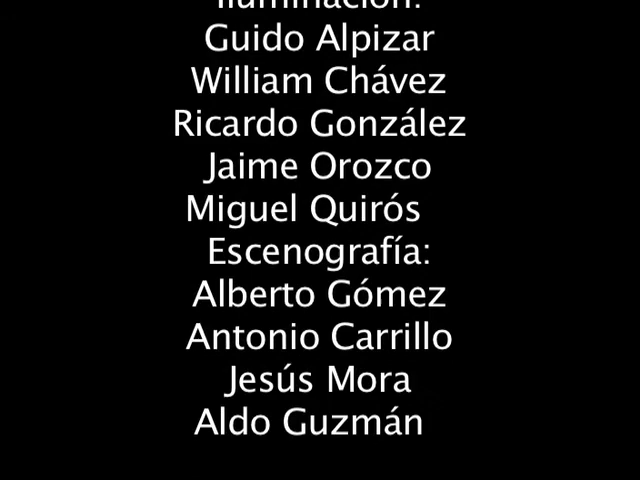 Iluminación:
Guido Alpizar
William Chávez
Ricardo González
Jaime Orozco
Miguel Quirós
Escenografía:
Alberto Gómez
Antonio Carrillo
Jesús Mora
Aldo Guzmán